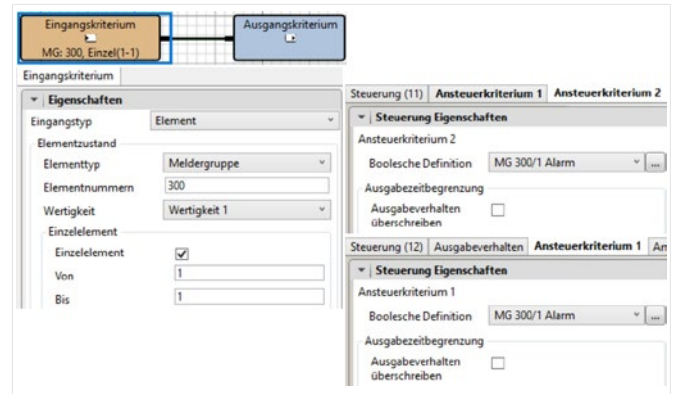 Eingangskriterium
MG: 300, Einzel(1-1)
Ausgangskriterium
Eingangskriterium
Eigenschaften
Eingangstyp Element
Elementzustand
Elementtyp Meldergruppe
Elementnummern 300
Wertigkeit Wertigkeit 1
Einzelelement
Einzelelement
Von 1
Bis 1
Steuerung (11) Ansteuerkriterium 1 Ansteuerkriterium 2
Steuerung Eigenschaften
Ansteuerkriterium 2
Boolesche Definition MG 300/1 Alarm ...
Ausgabezeitbegrenzung
Ausgabeverhalten
überschreiben
Steuerung (12) Ausgabeverhalten Ansteuerkriterium 1 An
Steuerung Eigenschaften
Ansteuerkriterium 1
Boolesche Definition MG 300/1 Alarm ...
Ausgabezeitbegrenzung
Ausgabeverhalten
überschreiben